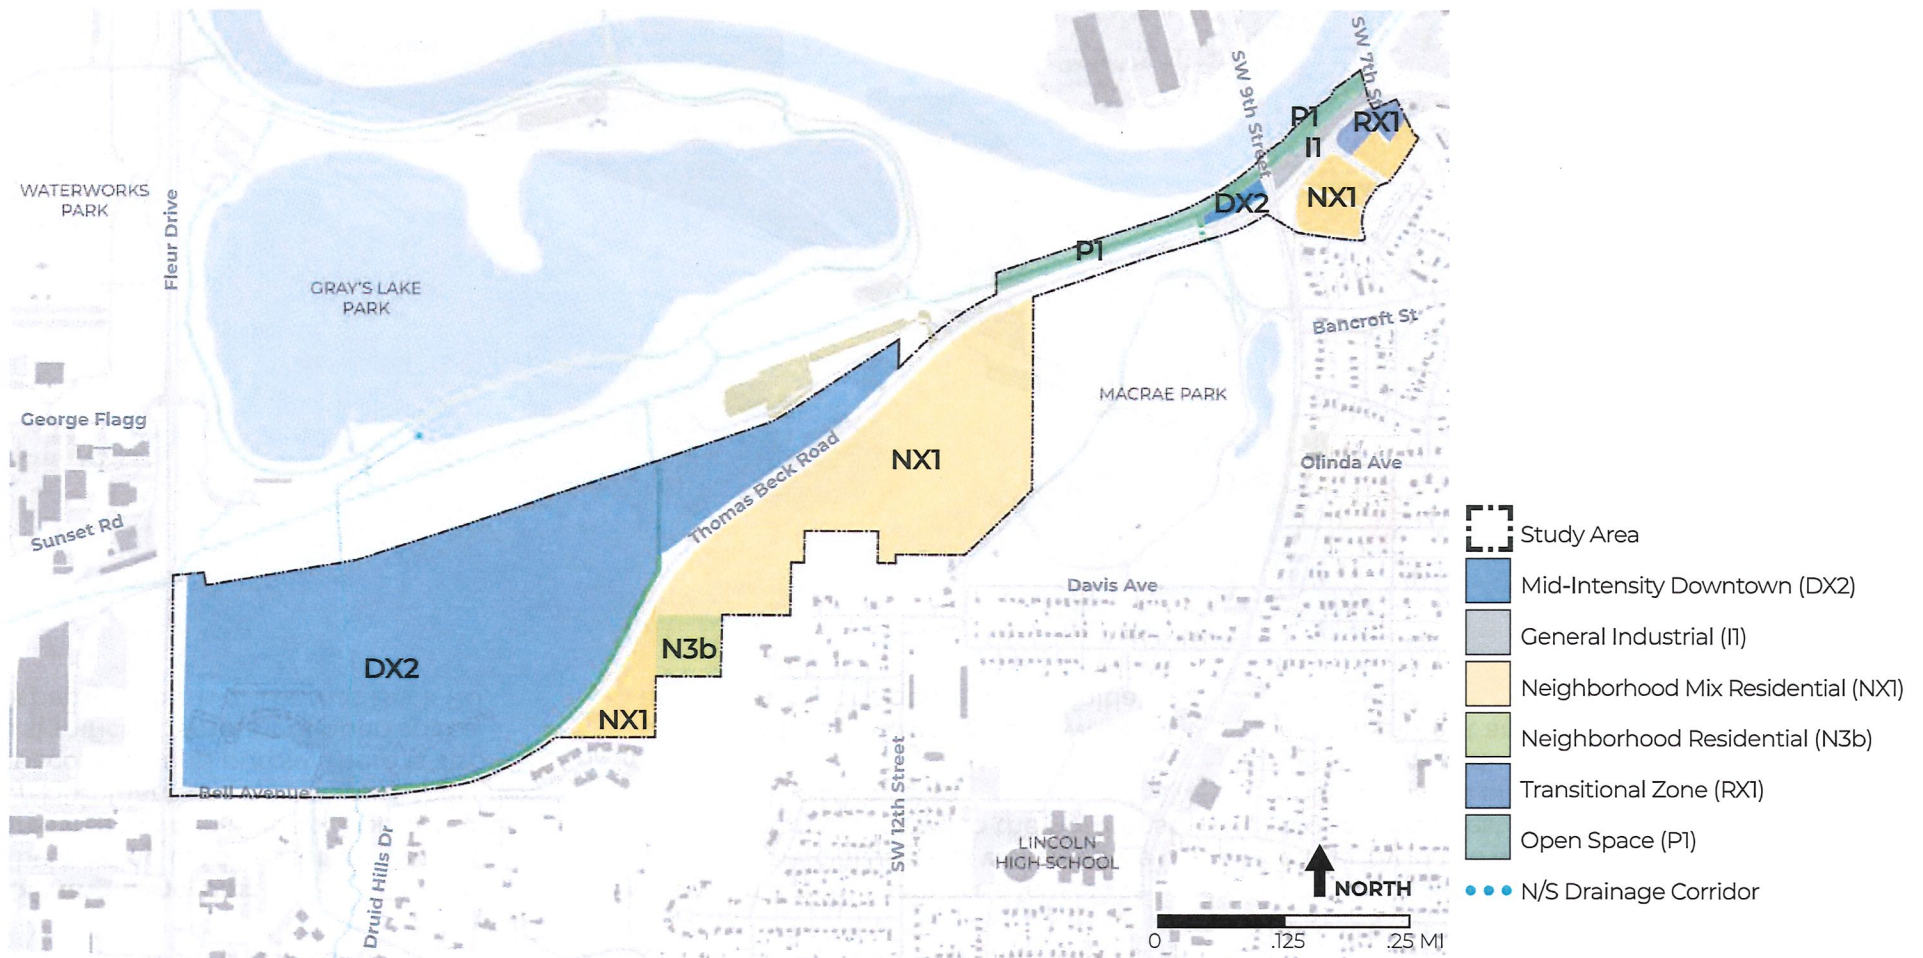 SW 7th St
SW 9th Street
P1
RX1
I1
WATERWORKS
PARK
Fleur Drive
NX1
DX2
P1
GRAY'S LAKE
PARK
Bancroft St
MACRAE PARK
George Flagg
Thomas Beck Road
NX1
Olinda Ave
Sunset Rd
Study Area
Davis Ave
Mid-Intensity Downtown (DX2)
General Industrial (I1)
N3b
DX2
Neighborhood Mix Residential (NX1)
NX1
Neighborhood Residential (N3b)
Bell Avenue
SW 12th Street
Transitional Zone (RX1)
Druid Hills Dr
LINCOLN
HIGH SCHOOL
Open Space (P1)
NORTH
N/S Drainage Corridor
0 .125 .25 MI